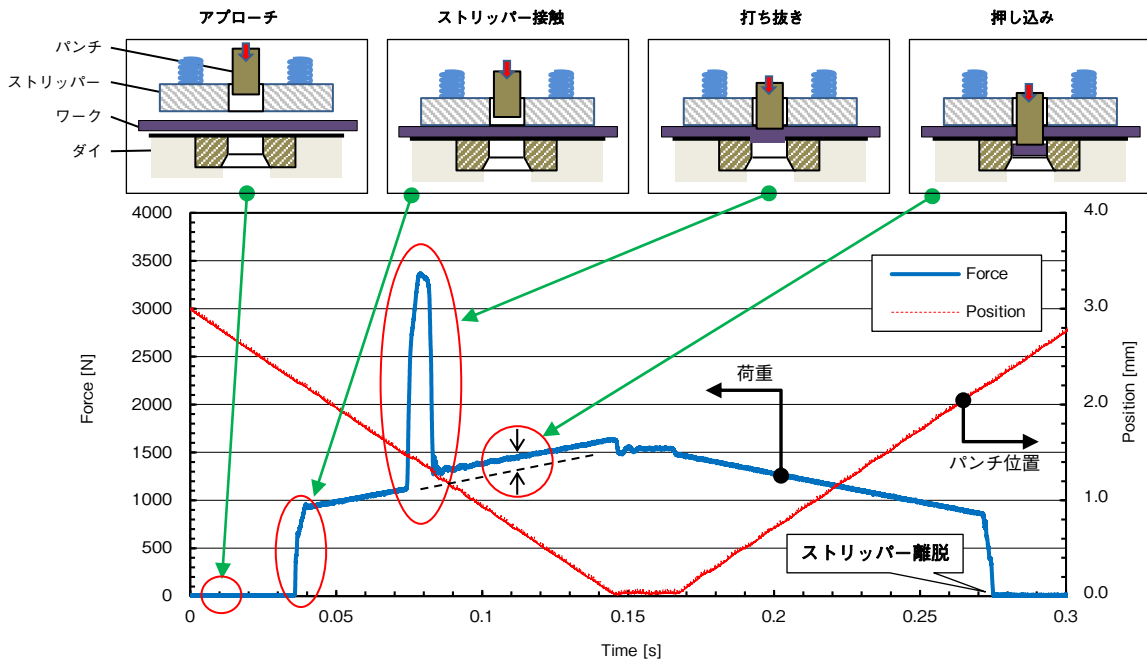 アプローチ
ストリッパー接触
打ち抜き
押し込み
パンチ
ストリッパー
ワーク
ダイ
4000
3500
3000
2500
2000
1500
1000
500
0
Force [N]
4.0
3.0
2.0
1.0
0.0
Position [mm]
Force
Position
荷重
パンチ位置
ストリッパー離脱
0
0.05
0.1
0.15
0.2
0.25
0.3
Time [s]